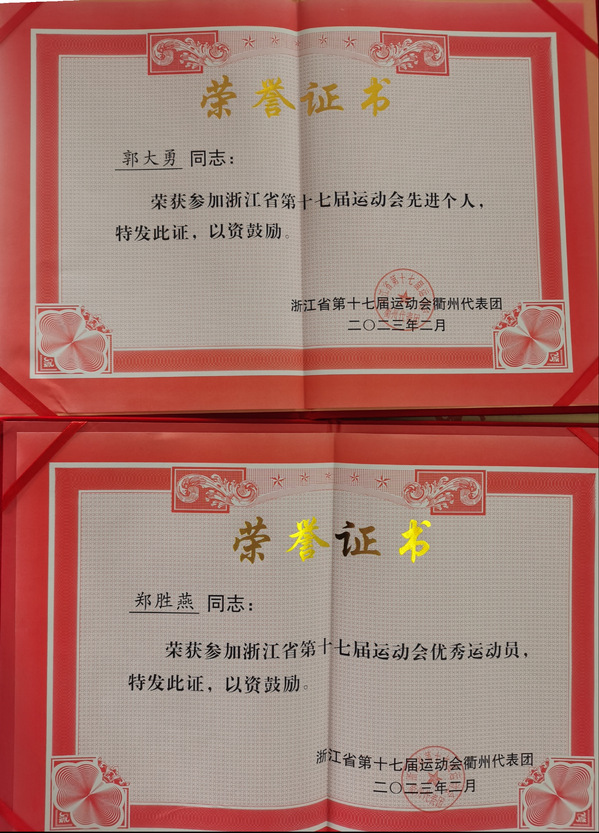 荣誉证书
郭大勇 同志：
荣获参加浙江省第十七届运动会先进个人，
特发此证，以资鼓励。
浙江省第十七届运动会衢州代表团
二〇二三年二月
荣誉证书
郑胜燕 同志：
荣获参加浙江省第十七届运动会优秀运动员，
特发此证，以资鼓励。
浙江省第十七届运动会衢州代表团
二〇二三年二月